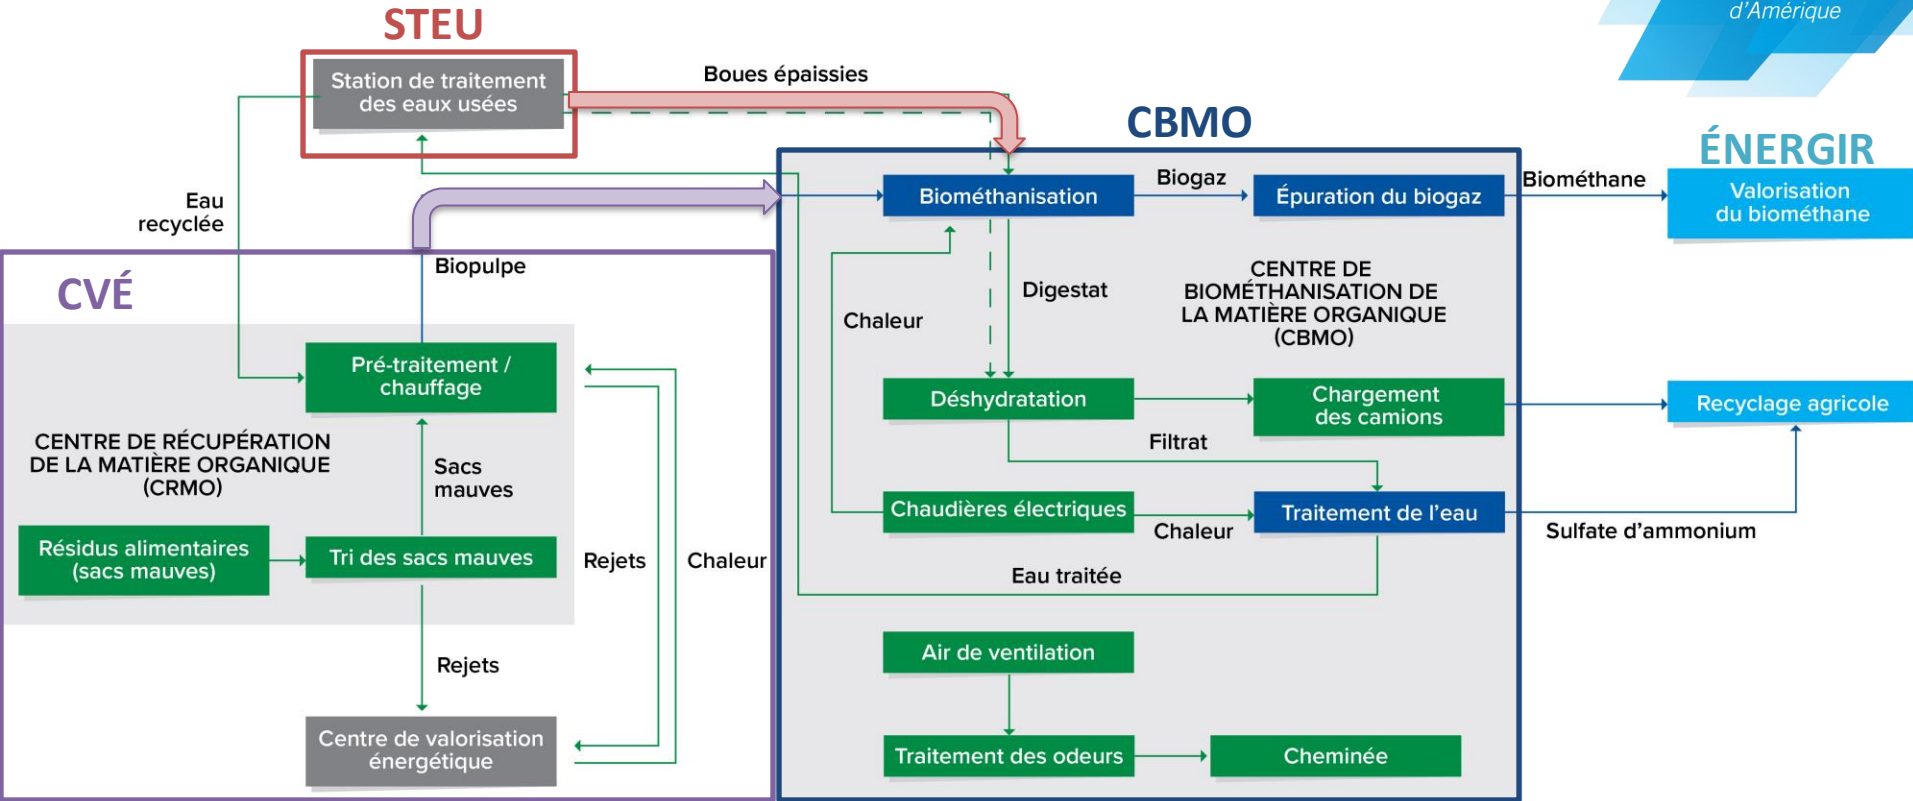 d'Amérique
STEU
Station de traitement
des eaux usées
Boues épaissies
CBMO
ÉNERGIR
Eau
recyclée
Biométhanisation
Biogaz
Épuration du biogaz
Biométhane
Valorisation
du biométhane
CVÉ
Biopulpe
Chaleur
Digestat
CENTRE DE
BIOMÉTHANISATION DE
LA MATIÈRE ORGANIQUE
(CBMO)
Pré-traitement /
chauffage
Déshydratation
Chargement
des camions
Recyclage agricole
CENTRE DE RÉCUPÉRATION
DE LA MATIÈRE ORGANIQUE
(CRMO)
Sacs
mauves
Filtrat
Chaudières électriques
Chaleur
Traitement de l'eau
Sulfate d'ammonium
Résidus alimentaires
(sacs mauves)
Tri des sacs mauves
Rejets
Chaleur
Eau traitée
Rejets
Air de ventilation
Centre de valorisation
énergétique
Traitement des odeurs
Cheminée